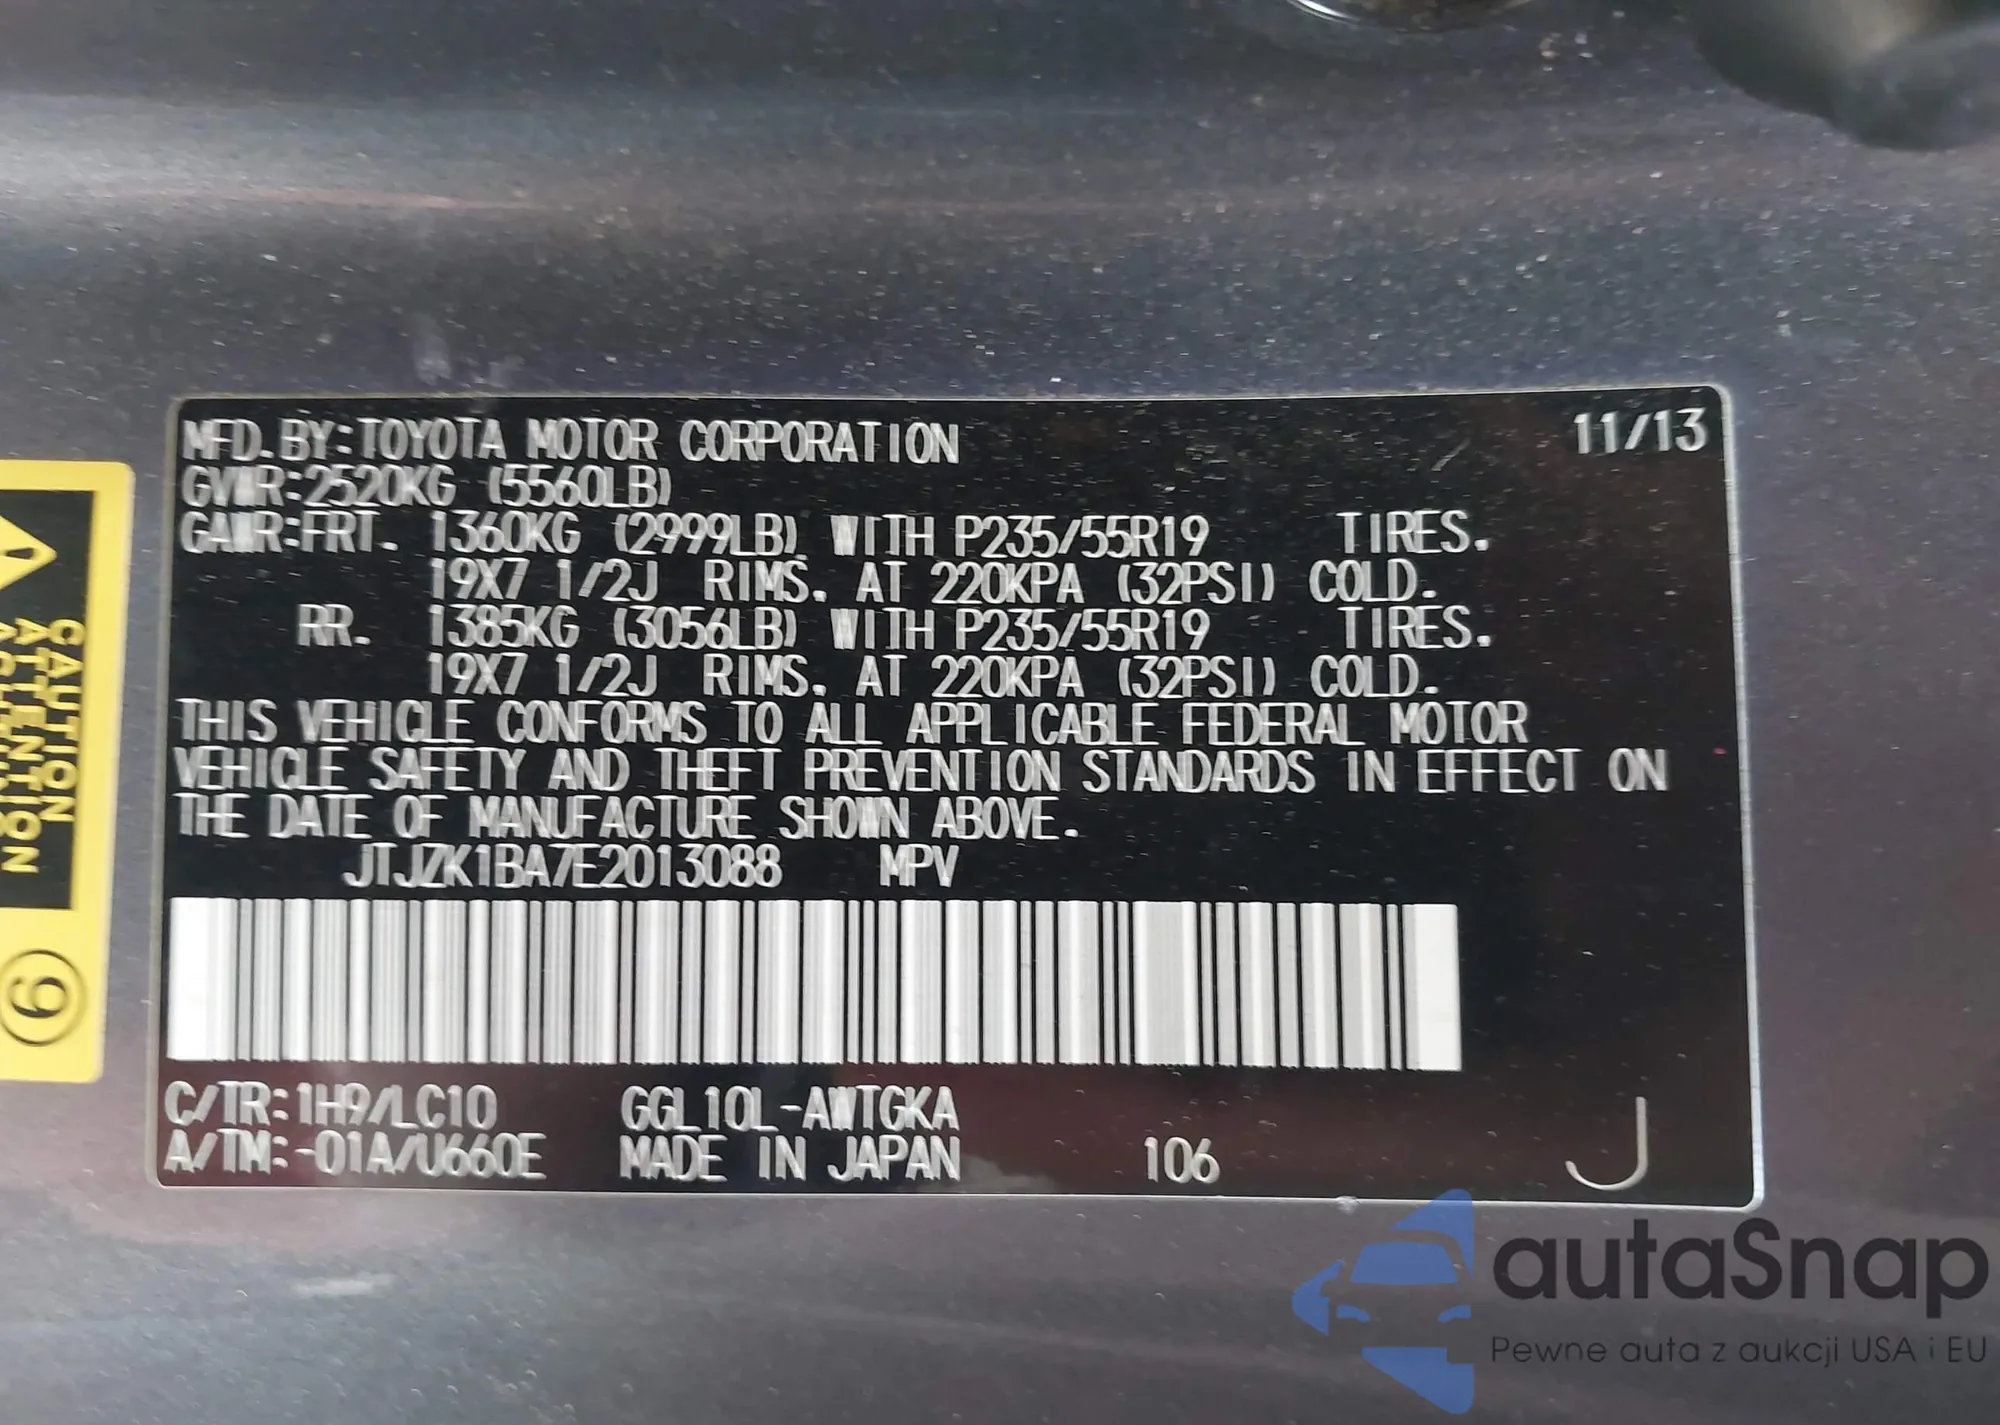 MFD.BY:TOYOTA MOTOR CORPORATION 11/13
GVWR:2520KG (5560LB)
GAWR:FRT. 1360KG (2999LB) WITH P235/55R19 TIRES.
19X7 1/2J RIMS. AT 220KPA (32PSI) COLD.
RR. 1385KG (3056LB) WITH P235/55R19 TIRES.
19X7 1/2J RIMS. AT 220KPA (32PSI) COLD.
THIS VEHICLE CONFORMS TO ALL APPLICABLE FEDERAL MOTOR
VEHICLE SAFETY AND THEFT PREVENTION STANDARDS IN EFFECT ON
THE DATE OF MANUFACTURE SHOWN ABOVE.
JTJZK1BA7E2013088 MPV
C/TR:1H9/LC10 GGL10L-AWTGKA
A/TM:-01A/U660E MADE IN JAPAN 106 J
CAUTION
ATTENTION
9
autaSnap
Pewne auta z aukcji USA i EU